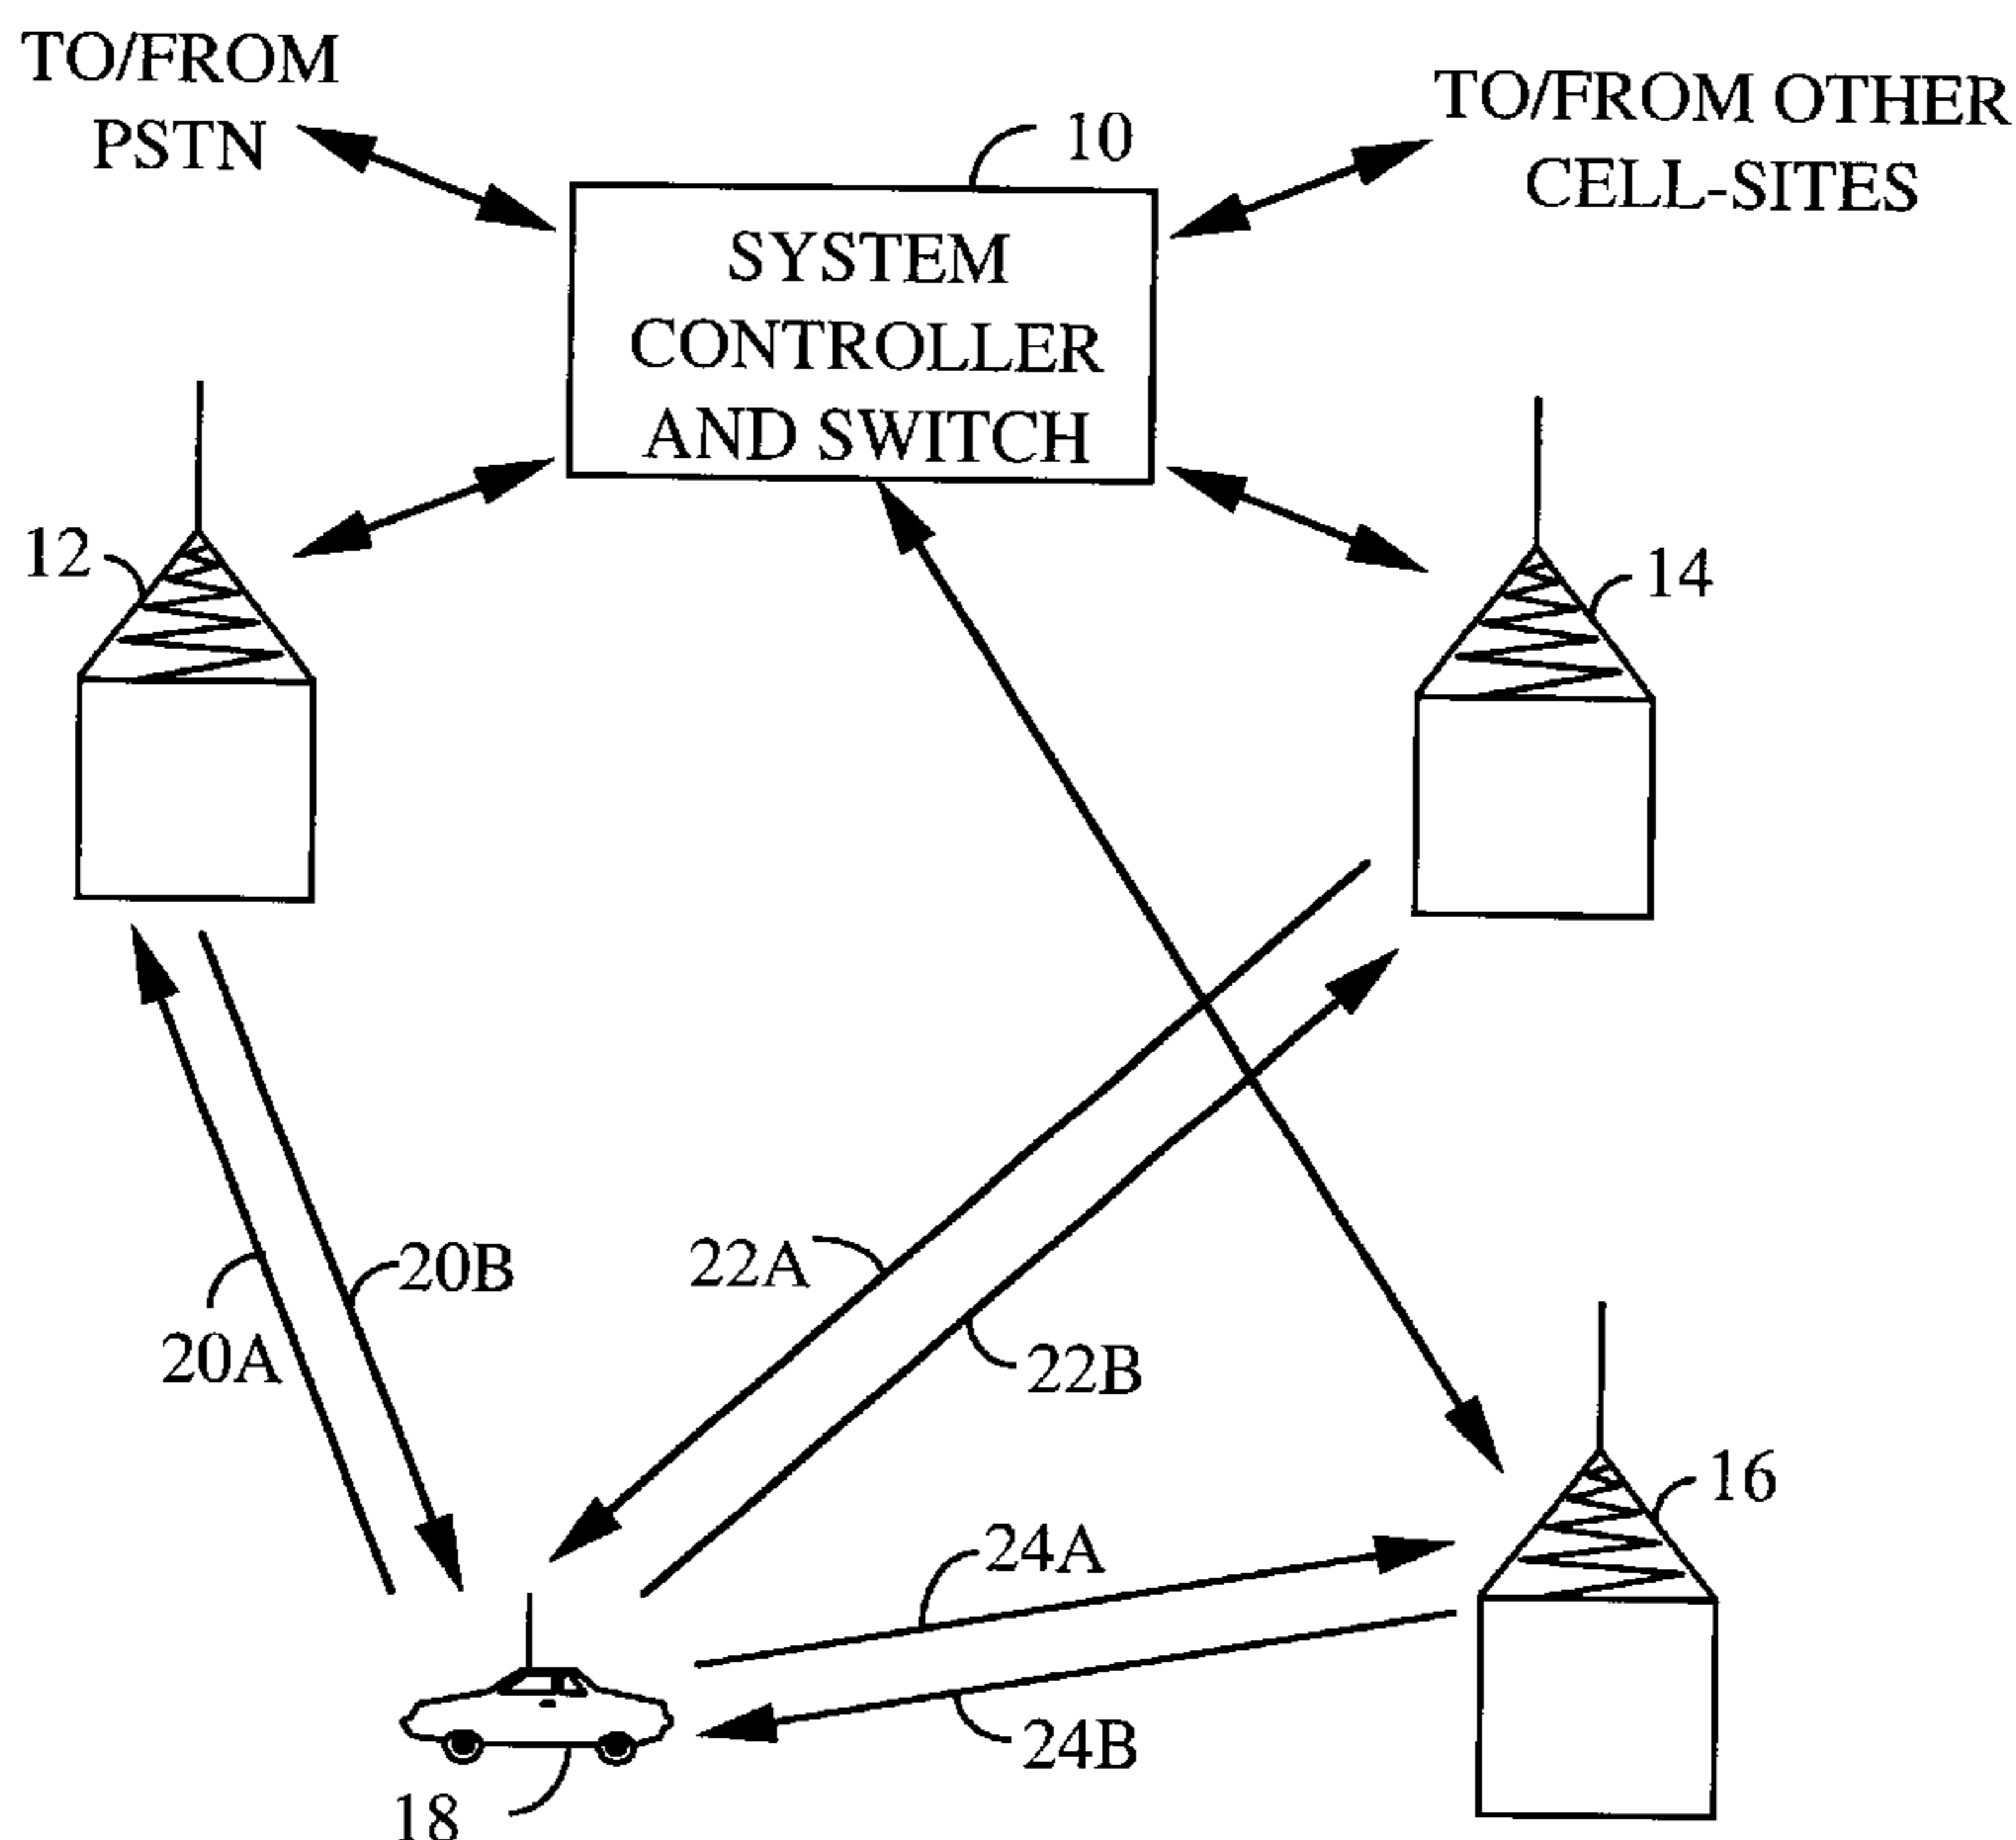 TO/FROM
PSTN
TO/FROM OTHER
CELL-SITES
10
SYSTEM
CONTROLLER
AND SWITCH
12
14
20B
20A
22A
22B
16
24A
24B
18